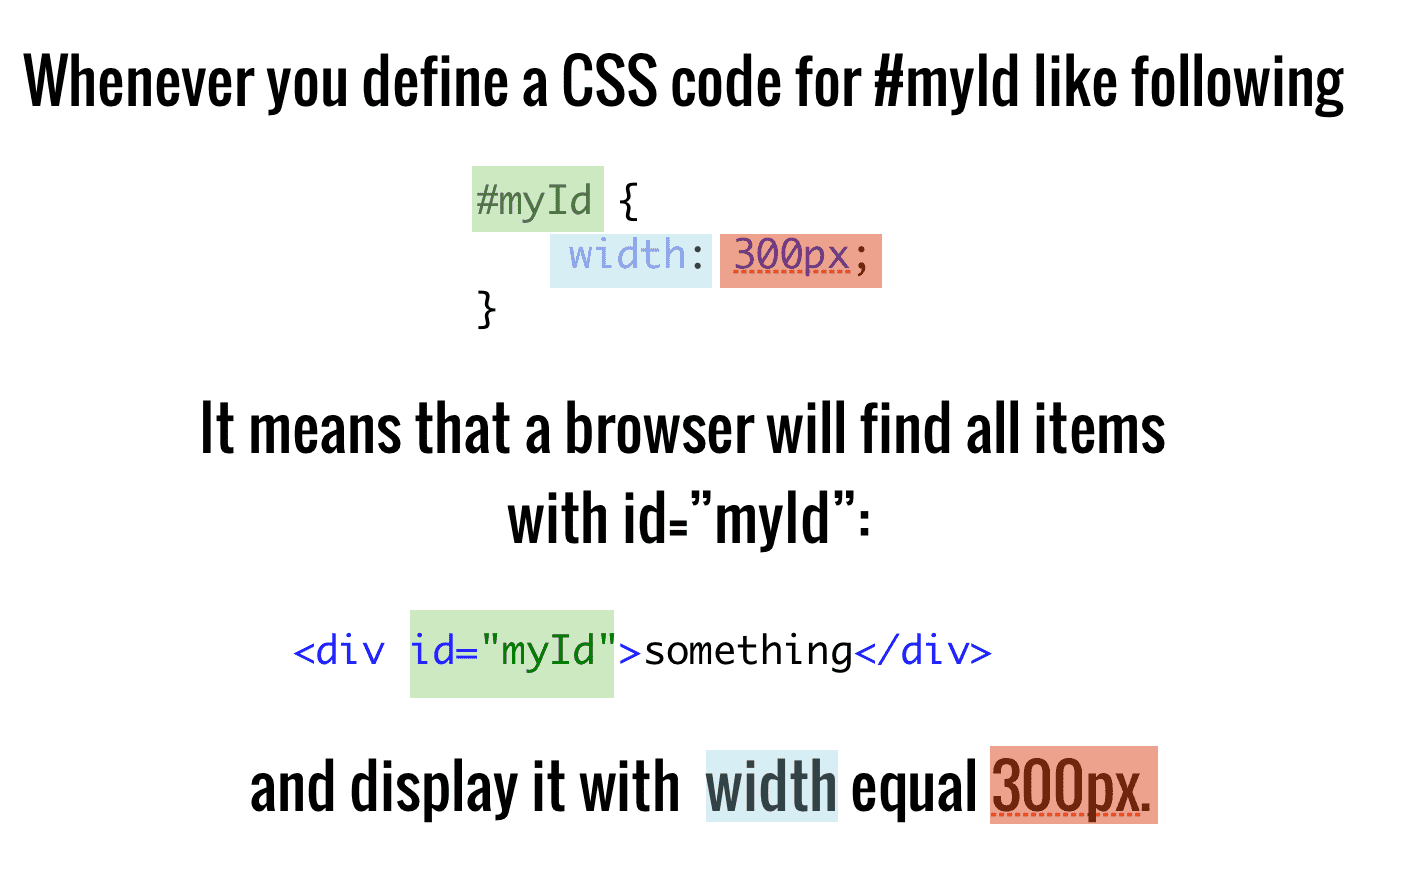 Whenever you define a CSS code for #myId like following
#myId {
width: 300px;
}
It means that a browser will find all items
with id=”myId”:
<div id="myId">something</div>
and display it with width equal 300px.